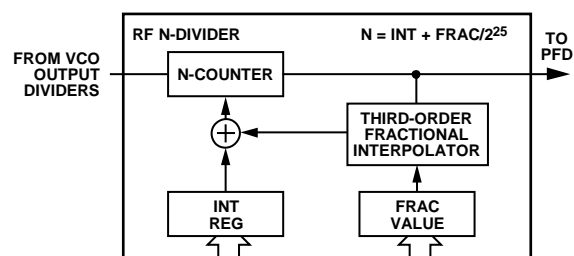 RF N-DIVIDER
N = INT + FRAC/2²⁵
FROM VCO
OUTPUT
DIVIDERS
N-COUNTER
TO
PFD
THIRD-ORDER
FRACTIONAL
INTERPOLATOR
+
INT
REG
FRAC
VALUE